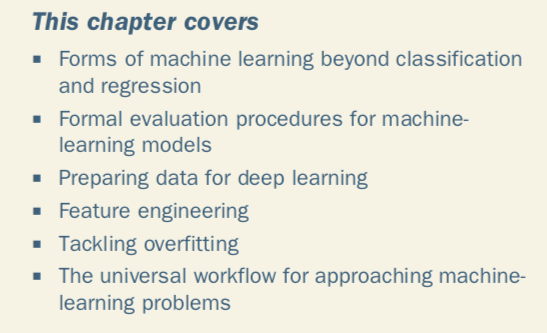 This chapter covers
▪ Forms of machine learning beyond classification
and regression
▪ Formal evaluation procedures for machine-
learning models
▪ Preparing data for deep learning
▪ Feature engineering
▪ Tackling overfitting
▪ The universal workflow for approaching machine-
learning problems